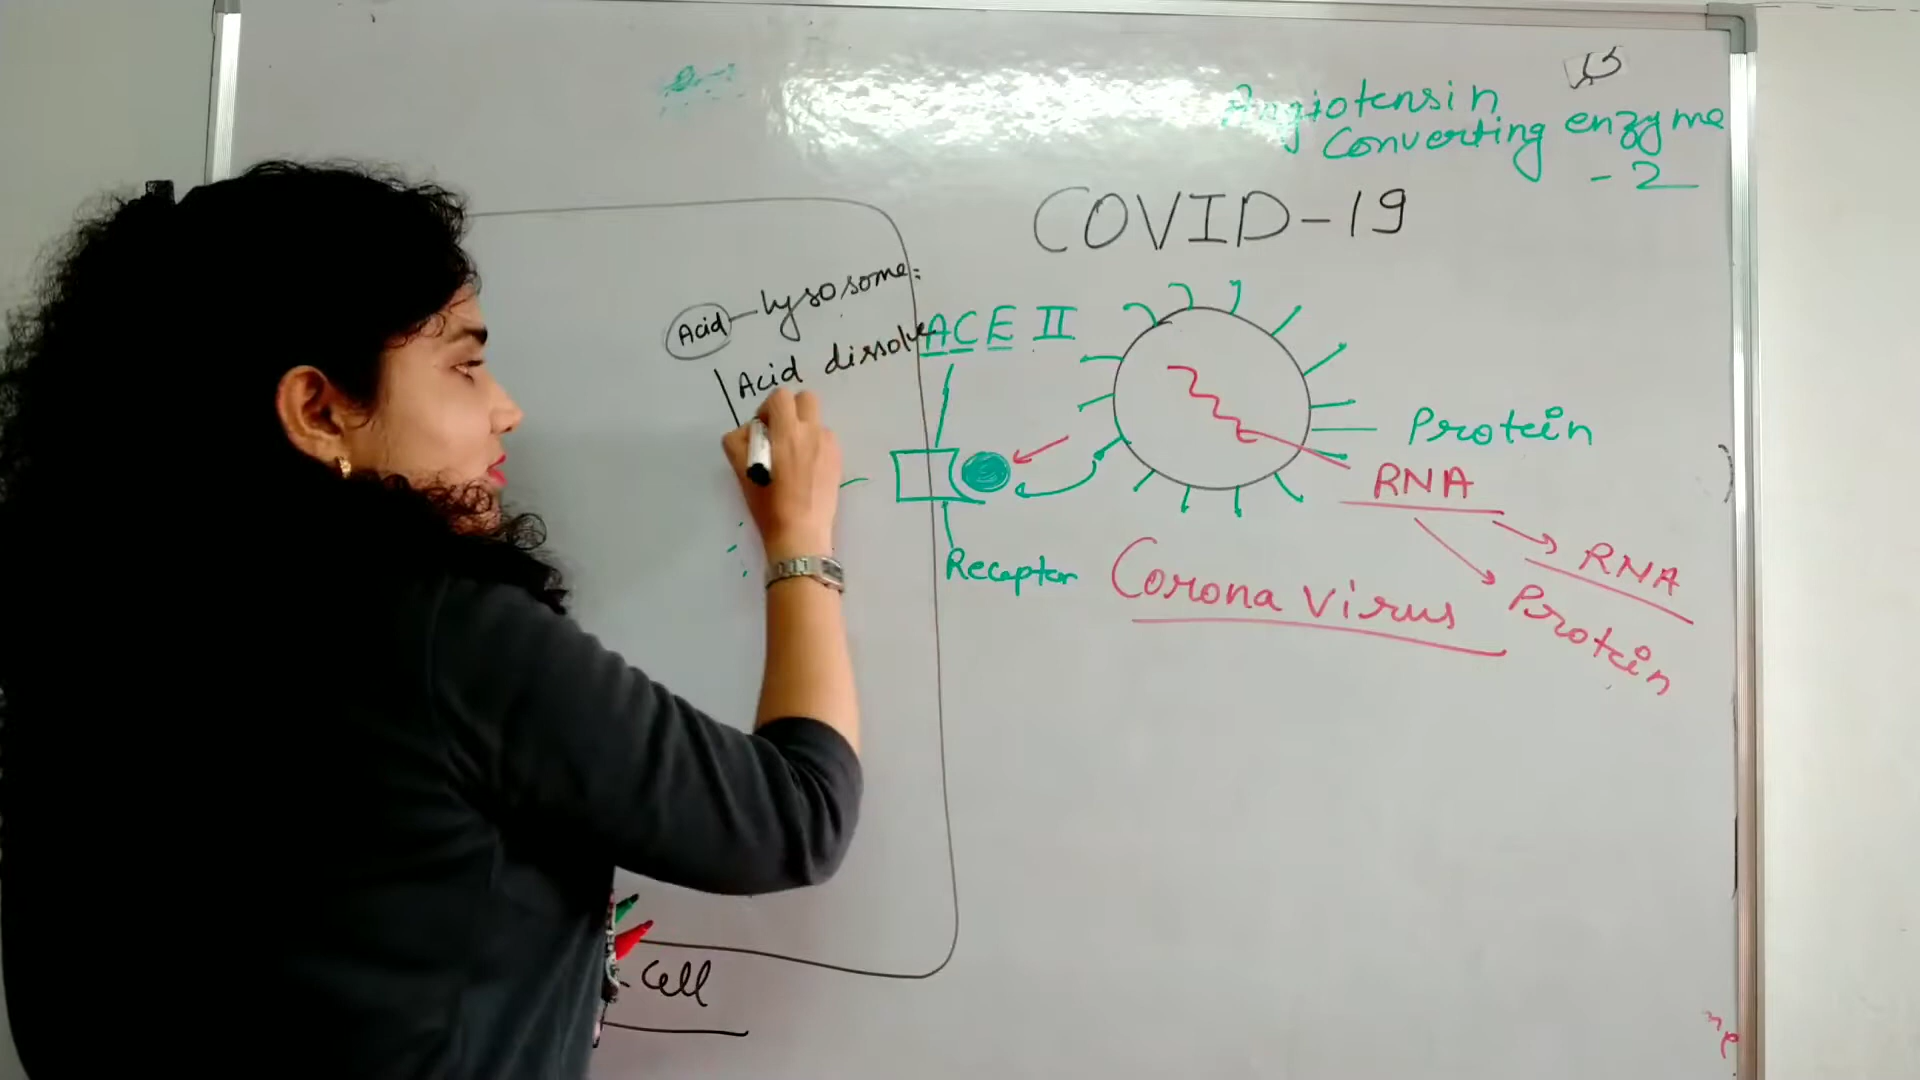 Angiotensin
Converting enzyme
- 2
COVID-19
Acid - lysosome:
Acid dissolve
ACE II
Protein
RNA
RNA
Protein
Receptor
Corona Virus
- Cell